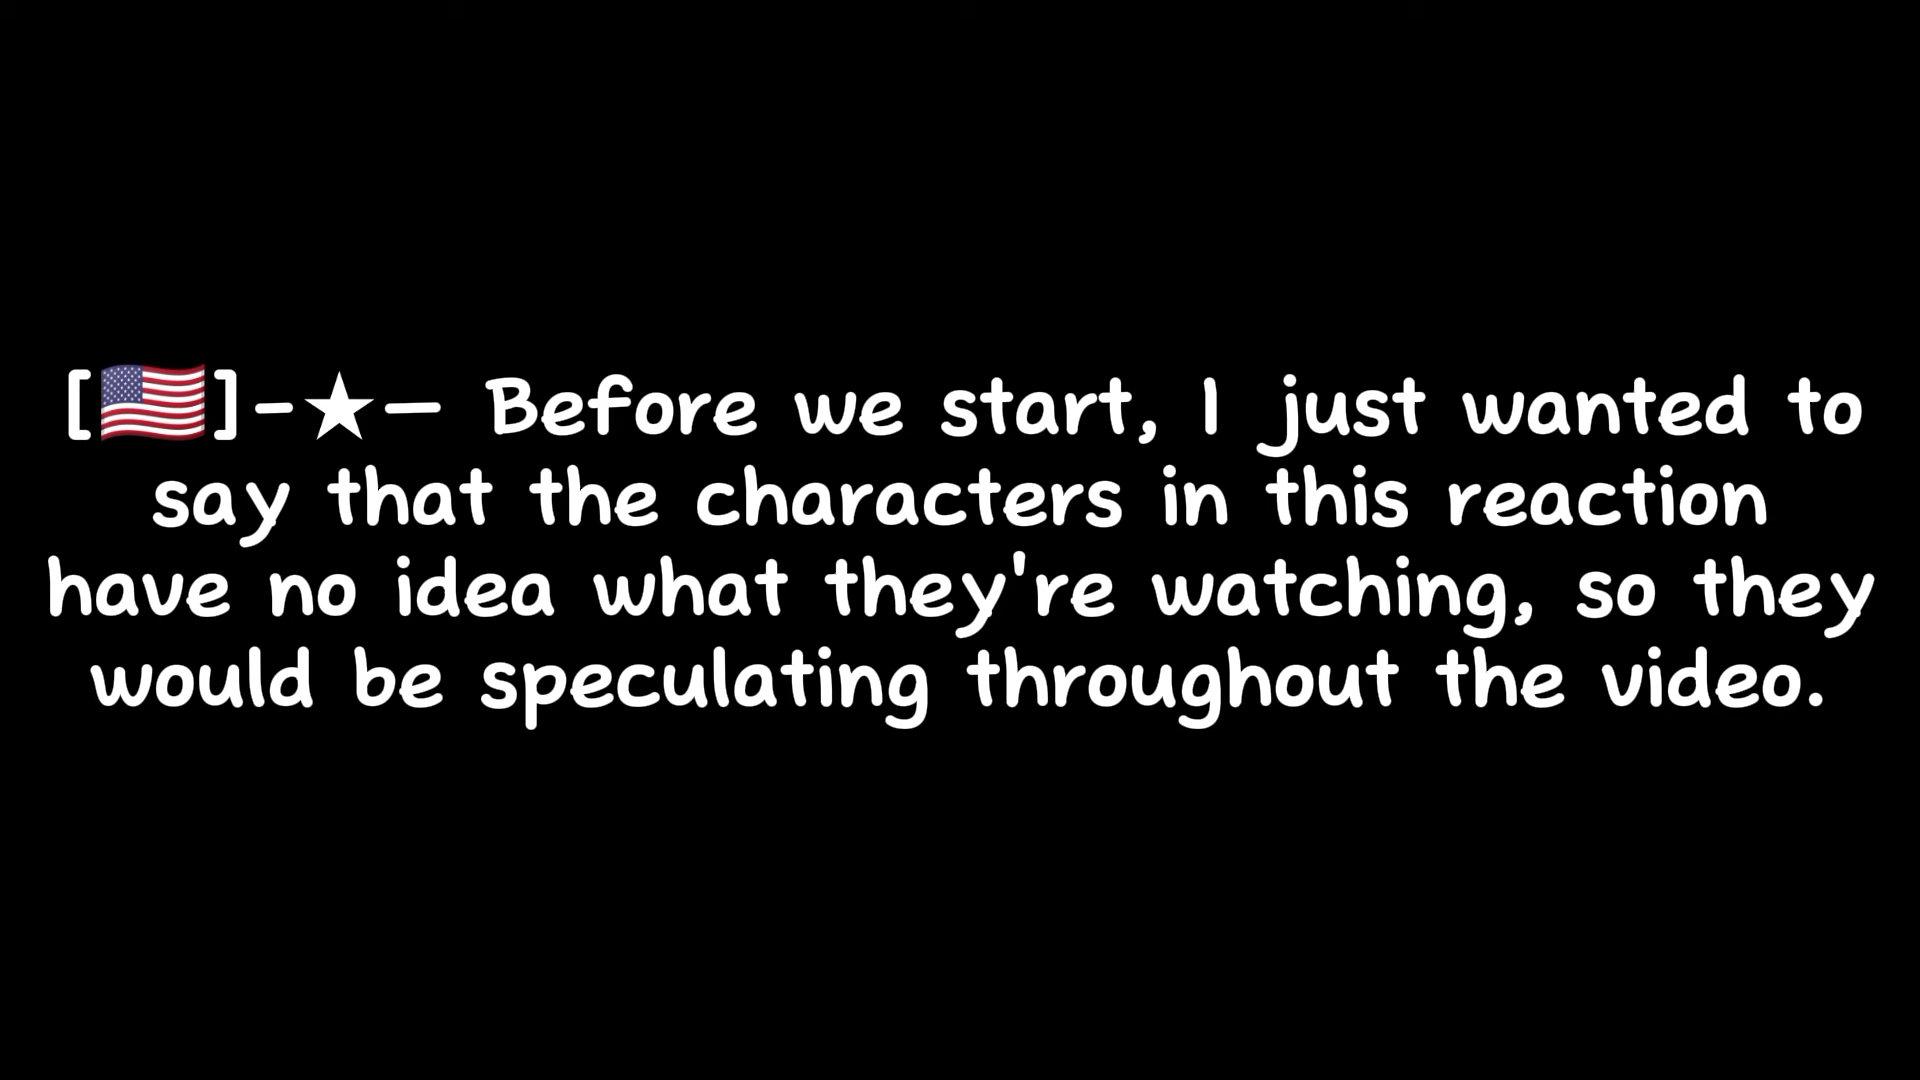 [🇺🇸]-★— Before we start, I just wanted to
say that the characters in this reaction
have no idea what they're watching, so they
would be speculating throughout the video.